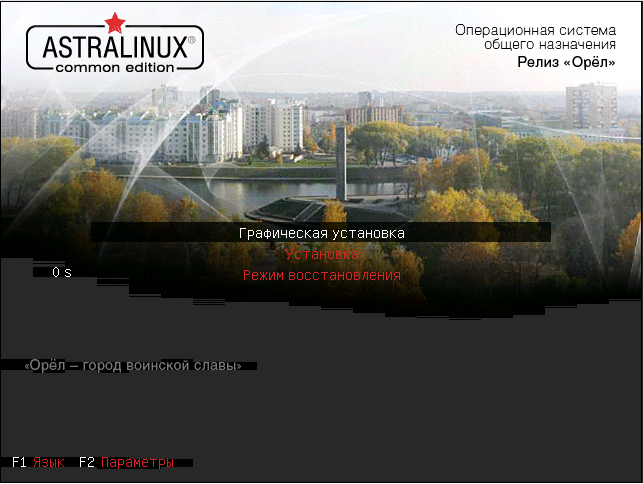 ASTRALINUX®
common edition
Операционная система
общего назначения
Релиз «Орёл»
Графическая установка
Установка
Режим восстановления
0 s
«Орёл – город воинской славы»
F1 Язык F2 Параметры